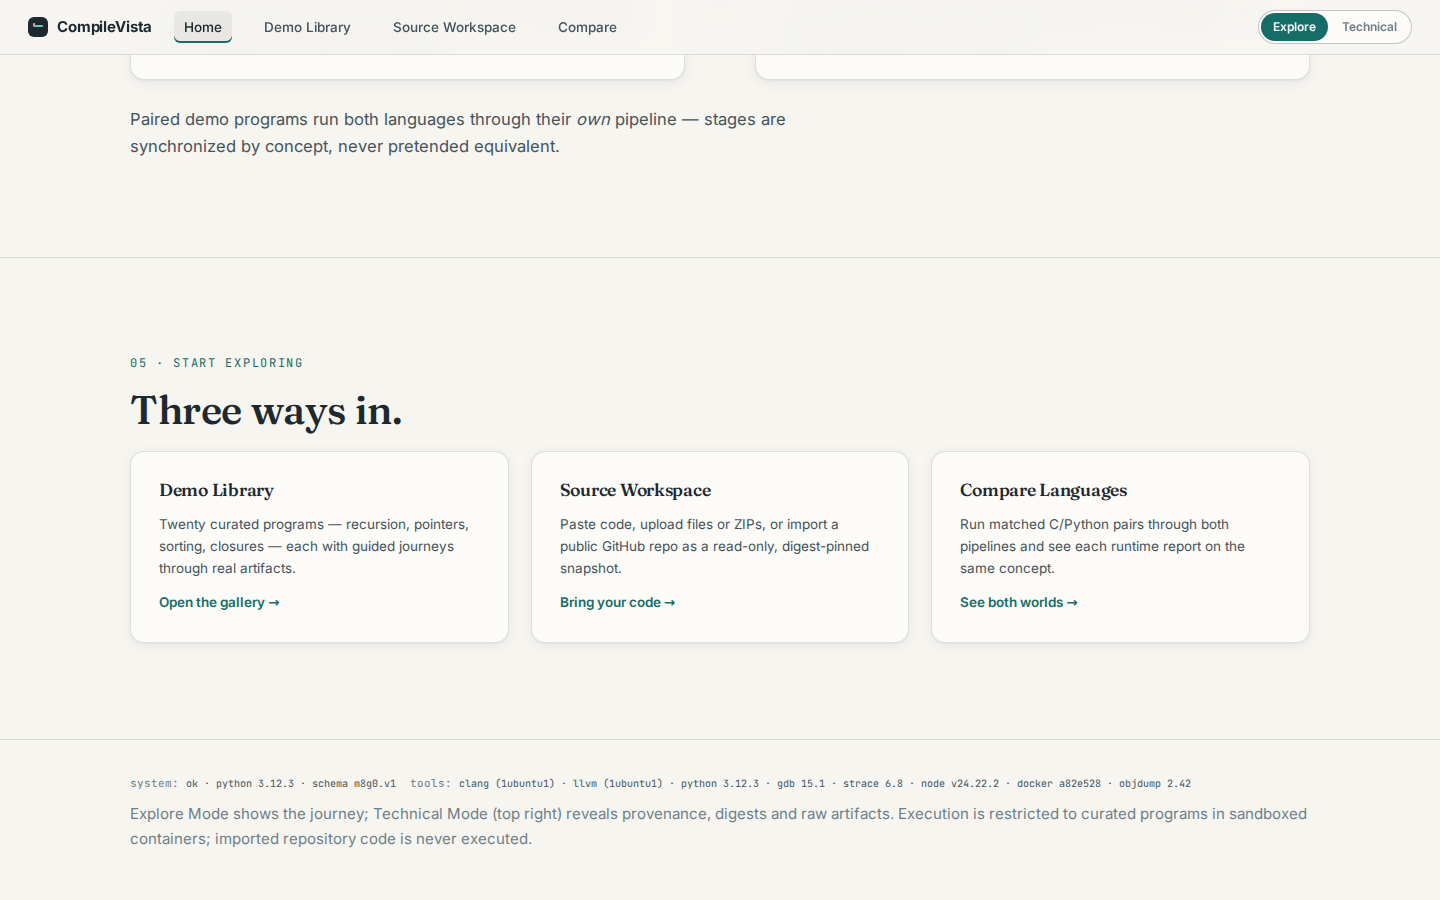 CompileVista Home Demo Library Source Workspace Compare Explore Technical
Paired demo programs run both languages through their own pipeline — stages are
synchronized by concept, never pretended equivalent.
05 · START EXPLORING
Three ways in.
Demo Library
Twenty curated programs — recursion, pointers,
sorting, closures — each with guided journeys
through real artifacts.
Open the gallery →
Source Workspace
Paste code, upload files or ZIPs, or import a
public GitHub repo as a read-only, digest-pinned
snapshot.
Bring your code →
Compare Languages
Run matched C/Python pairs through both
pipelines and see each runtime report on the
same concept.
See both worlds →
system: ok · python 3.12.3 · schema m8g0.v1 tools: clang (1ubuntu1) · llvm (1ubuntu1) · python 3.12.3 · gdb 15.1 · strace 6.8 · node v24.22.2 · docker a82e528 · objdump 2.42
Explore Mode shows the journey; Technical Mode (top right) reveals provenance, digests and raw artifacts. Execution is restricted to curated programs in sandboxed
containers; imported repository code is never executed.